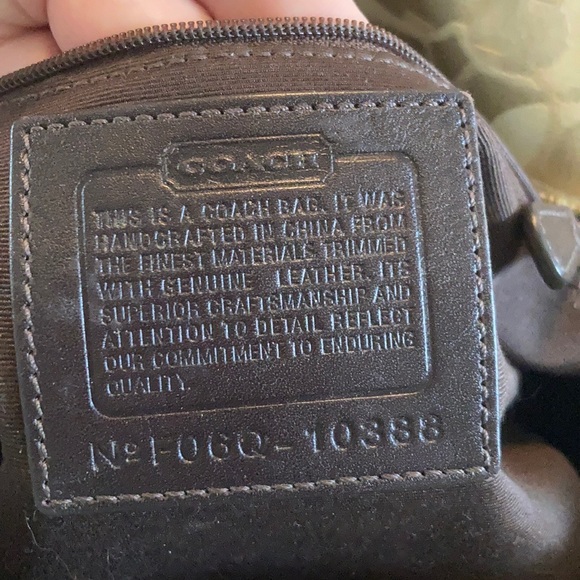 COACH
THIS IS A COACH BAG. IT WAS
HANDCRAFTED IN CHINA FROM
THE FINEST MATERIALS TRIMMED
WITH GENUINE LEATHER. ITS
SUPERIOR CRAFTSMANSHIP AND
ATTENTION TO DETAIL REFLECT
OUR COMMITMENT TO ENDURING
QUALITY.
Nº F06Q-10388